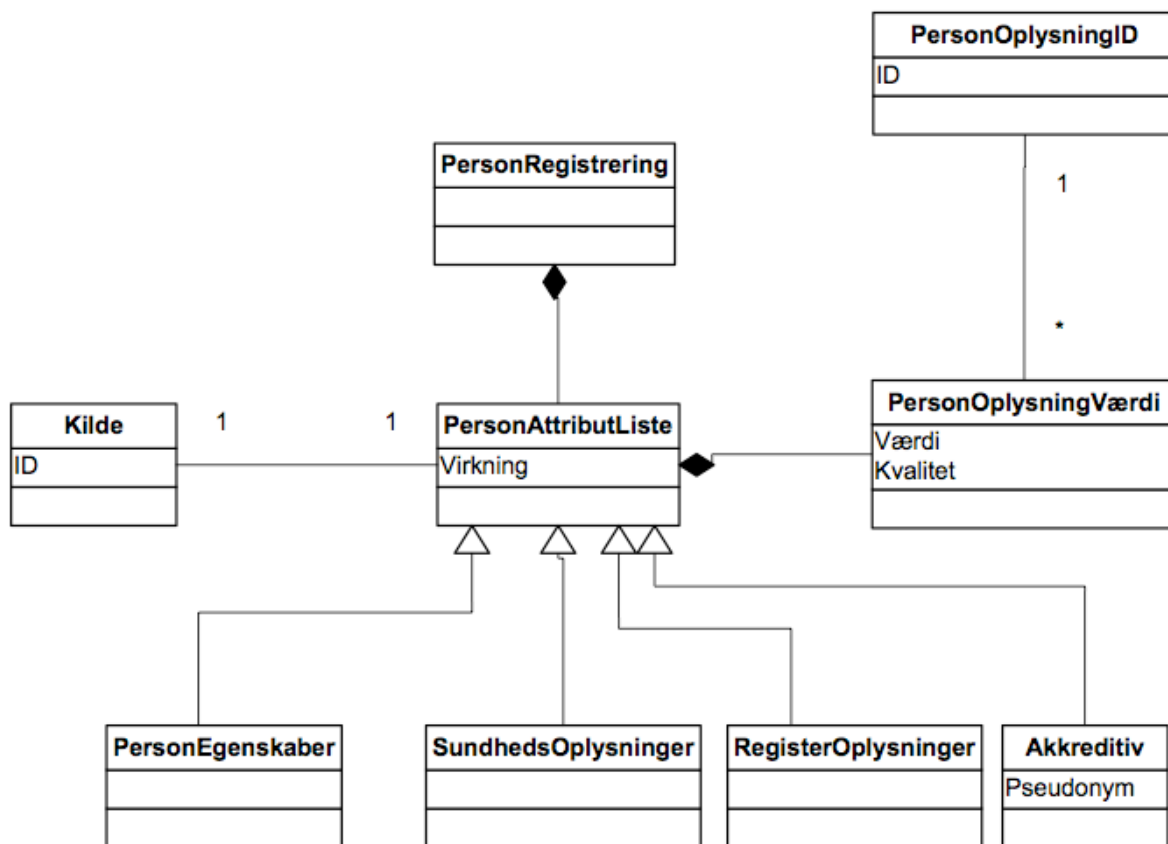 PersonOplysningID
ID
PersonRegistrering
1
*
Kilde
ID
1
1
PersonAttributListe
Virkning
PersonOplysningVærdi
Værdi
Kvalitet
PersonEgenskaber
SundhedsOplysninger
RegisterOplysninger
Akkreditiv
Pseudonym